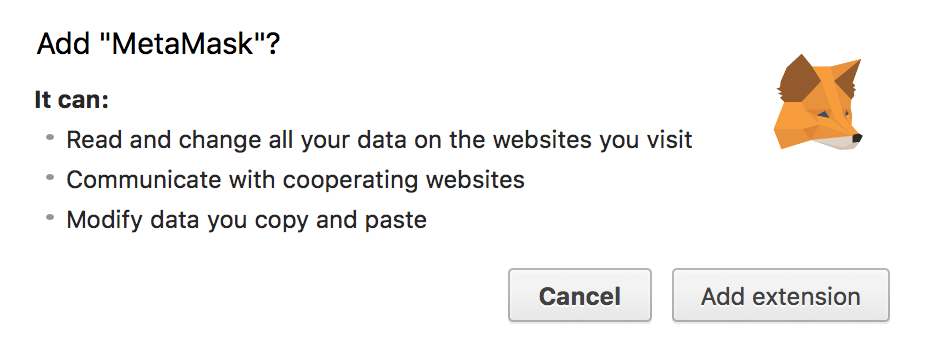 Add "MetaMask"?
It can:
Read and change all your data on the websites you visit
Communicate with cooperating websites
Modify data you copy and paste
Cancel
Add extension